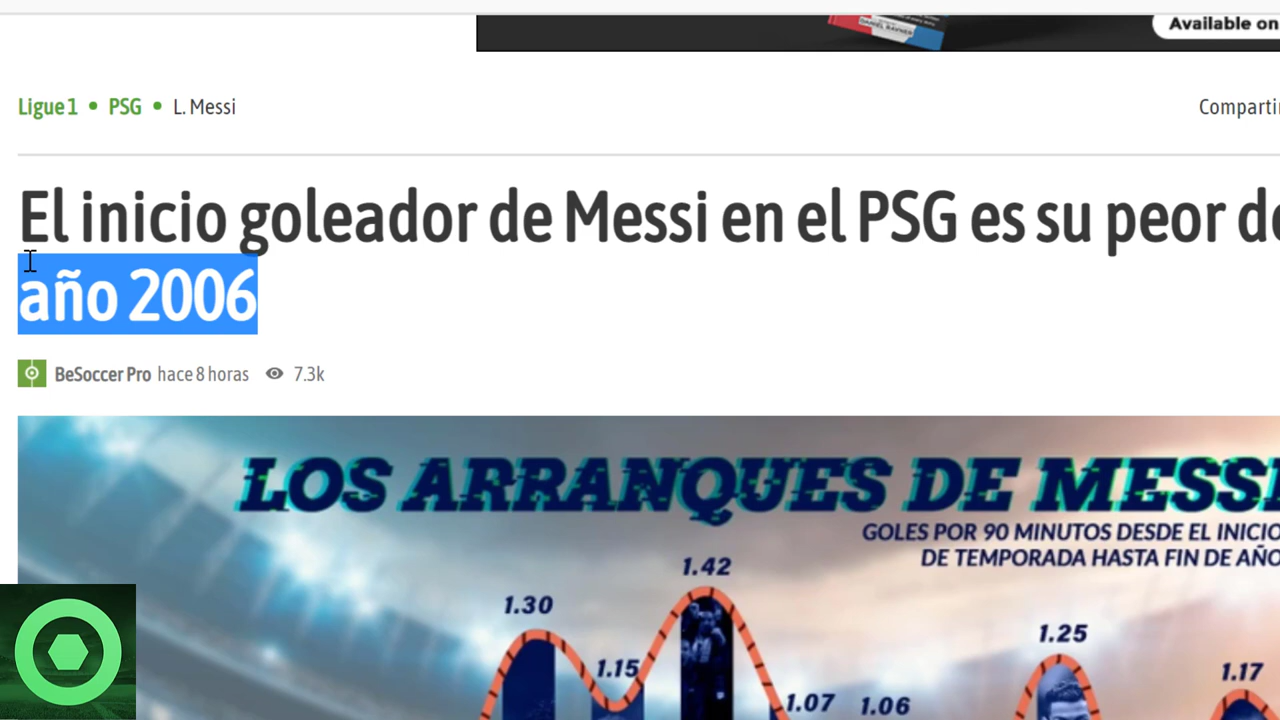 Available on
Ligue 1 • PSG • L. Messi
El inicio goleador de Messi en el PSG es su peor
año 2006
BeSoccer Pro hace 8 horas 7.3k
LOS ARRANQUES DE MESSI
GOLES POR 90 MINUTOS DESDE EL INICIO
DE TEMPORADA HASTA FIN DE AÑO
1.42
1.30
1.25
1.15
1.17
1.07
1.06